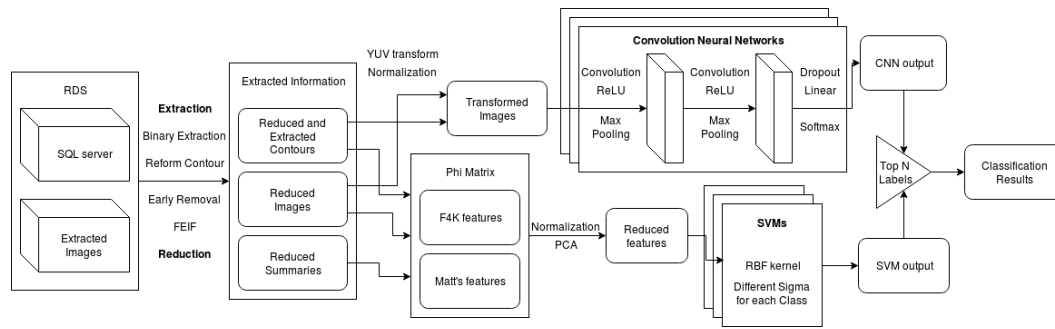 RDS
SQL server
Extracted
Images
Extraction
Binary Extraction
Reform Contour
Early Removal
FEIF
Reduction
Extracted Information
Reduced and
Extracted
Contours
Reduced
Images
Reduced
Summaries
YUV transform
Normalization
Transformed
Images
Phi Matrix
F4K features
Matt's features
Normalization
PCA
Reduced
features
Convolution Neural Networks
Convolution
ReLU
Max
Pooling
Convolution
ReLU
Max
Pooling
Dropout
Linear
Softmax
SVMs
RBF kernel
Different Sigma
for each Class
CNN output
SVM output
Top N
Labels
Classification
Results